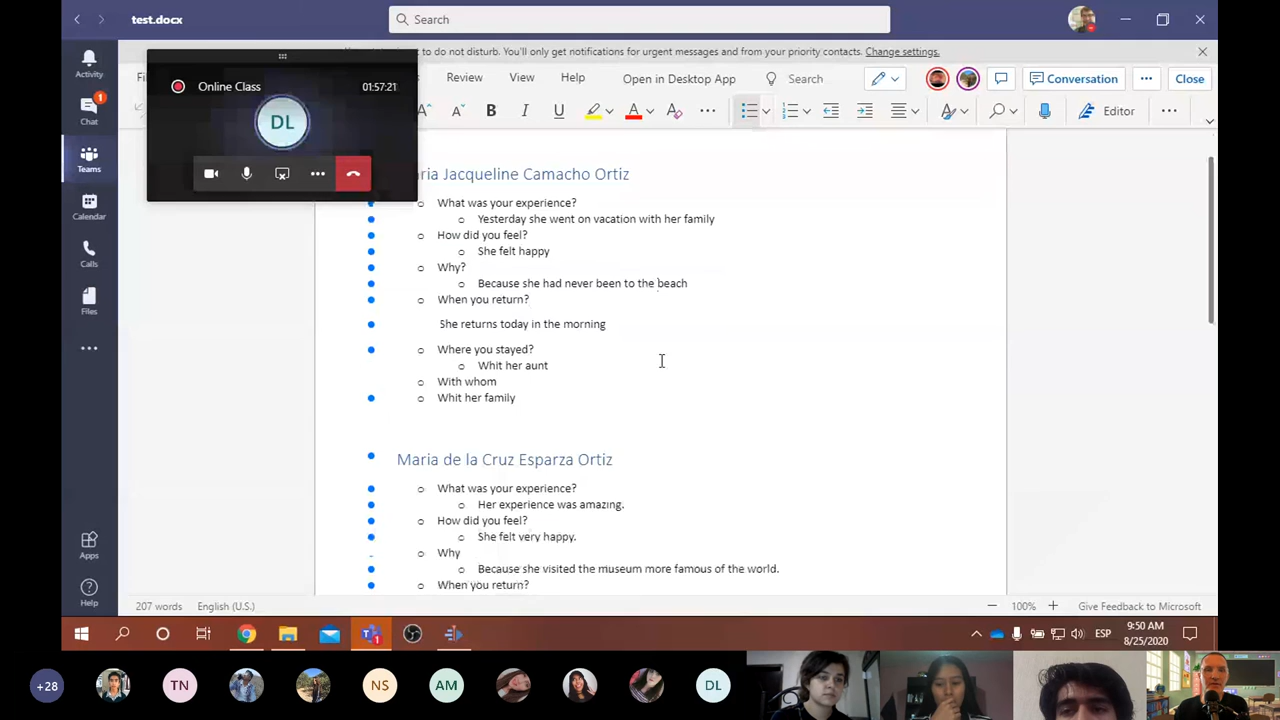 test.docx
Search
to do not disturb. You'll only get notifications for urgent messages and from your priority contacts. Change settings.
Activity
Chat
1
Teams
Calendar
Calls
Files
Apps
Help
Online Class
01:57:21
DL
Review View Help Open in Desktop App Search Conversation Close
B I U A Editor
ria Jacqueline Camacho Ortiz
What was your experience?
Yesterday she went on vacation with her family
How did you feel?
She felt happy
Why?
Because she had never been to the beach
When you return?
She returns today in the morning
Where you stayed?
Whit her aunt
With whom
Whit her family
Maria de la Cruz Esparza Ortiz
What was your experience?
Her experience was amazing.
How did you feel?
She felt very happy.
Why
Because she visited the museum more famous of the world.
When you return?
207 words English (U.S.) 100% Give Feedback to Microsoft
ESP
9:50 AM
8/25/2020
+28 TN NS AM DL